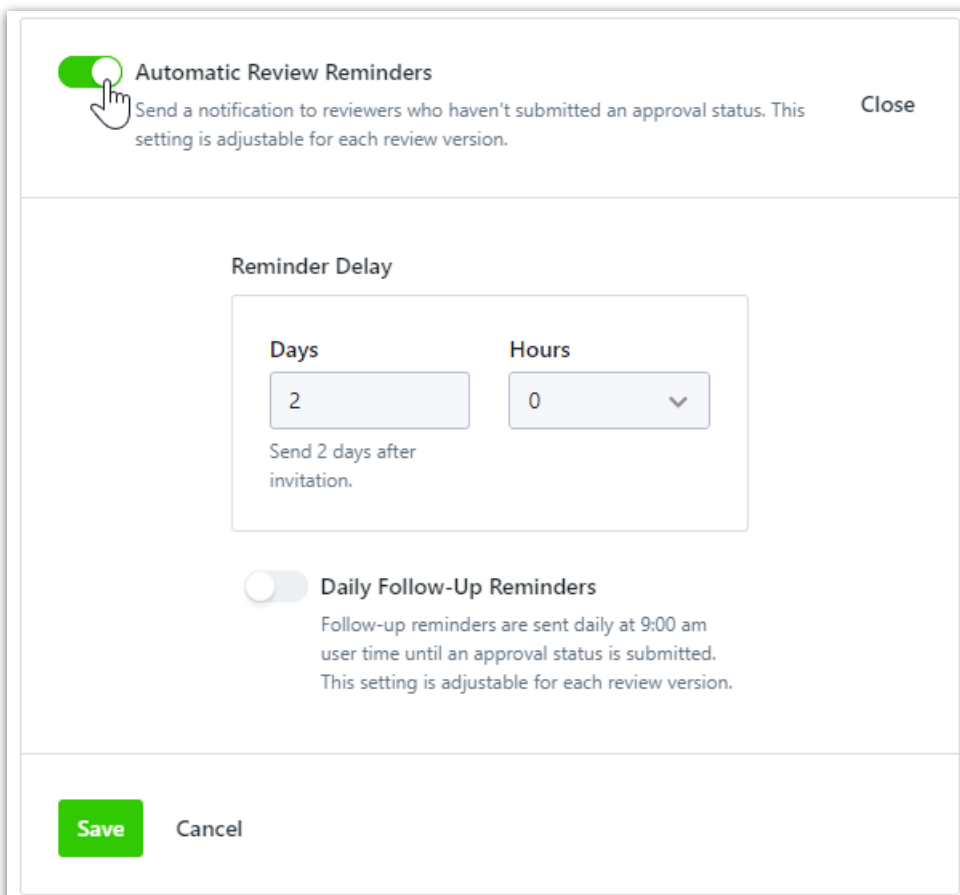 Automatic Review Reminders
Send a notification to reviewers who haven't submitted an approval status. This
setting is adjustable for each review version.
Close
Reminder Delay
Days
Hours
2
0
Send 2 days after
invitation.
Daily Follow-Up Reminders
Follow-up reminders are sent daily at 9:00 am
user time until an approval status is submitted.
This setting is adjustable for each review version.
Save
Cancel